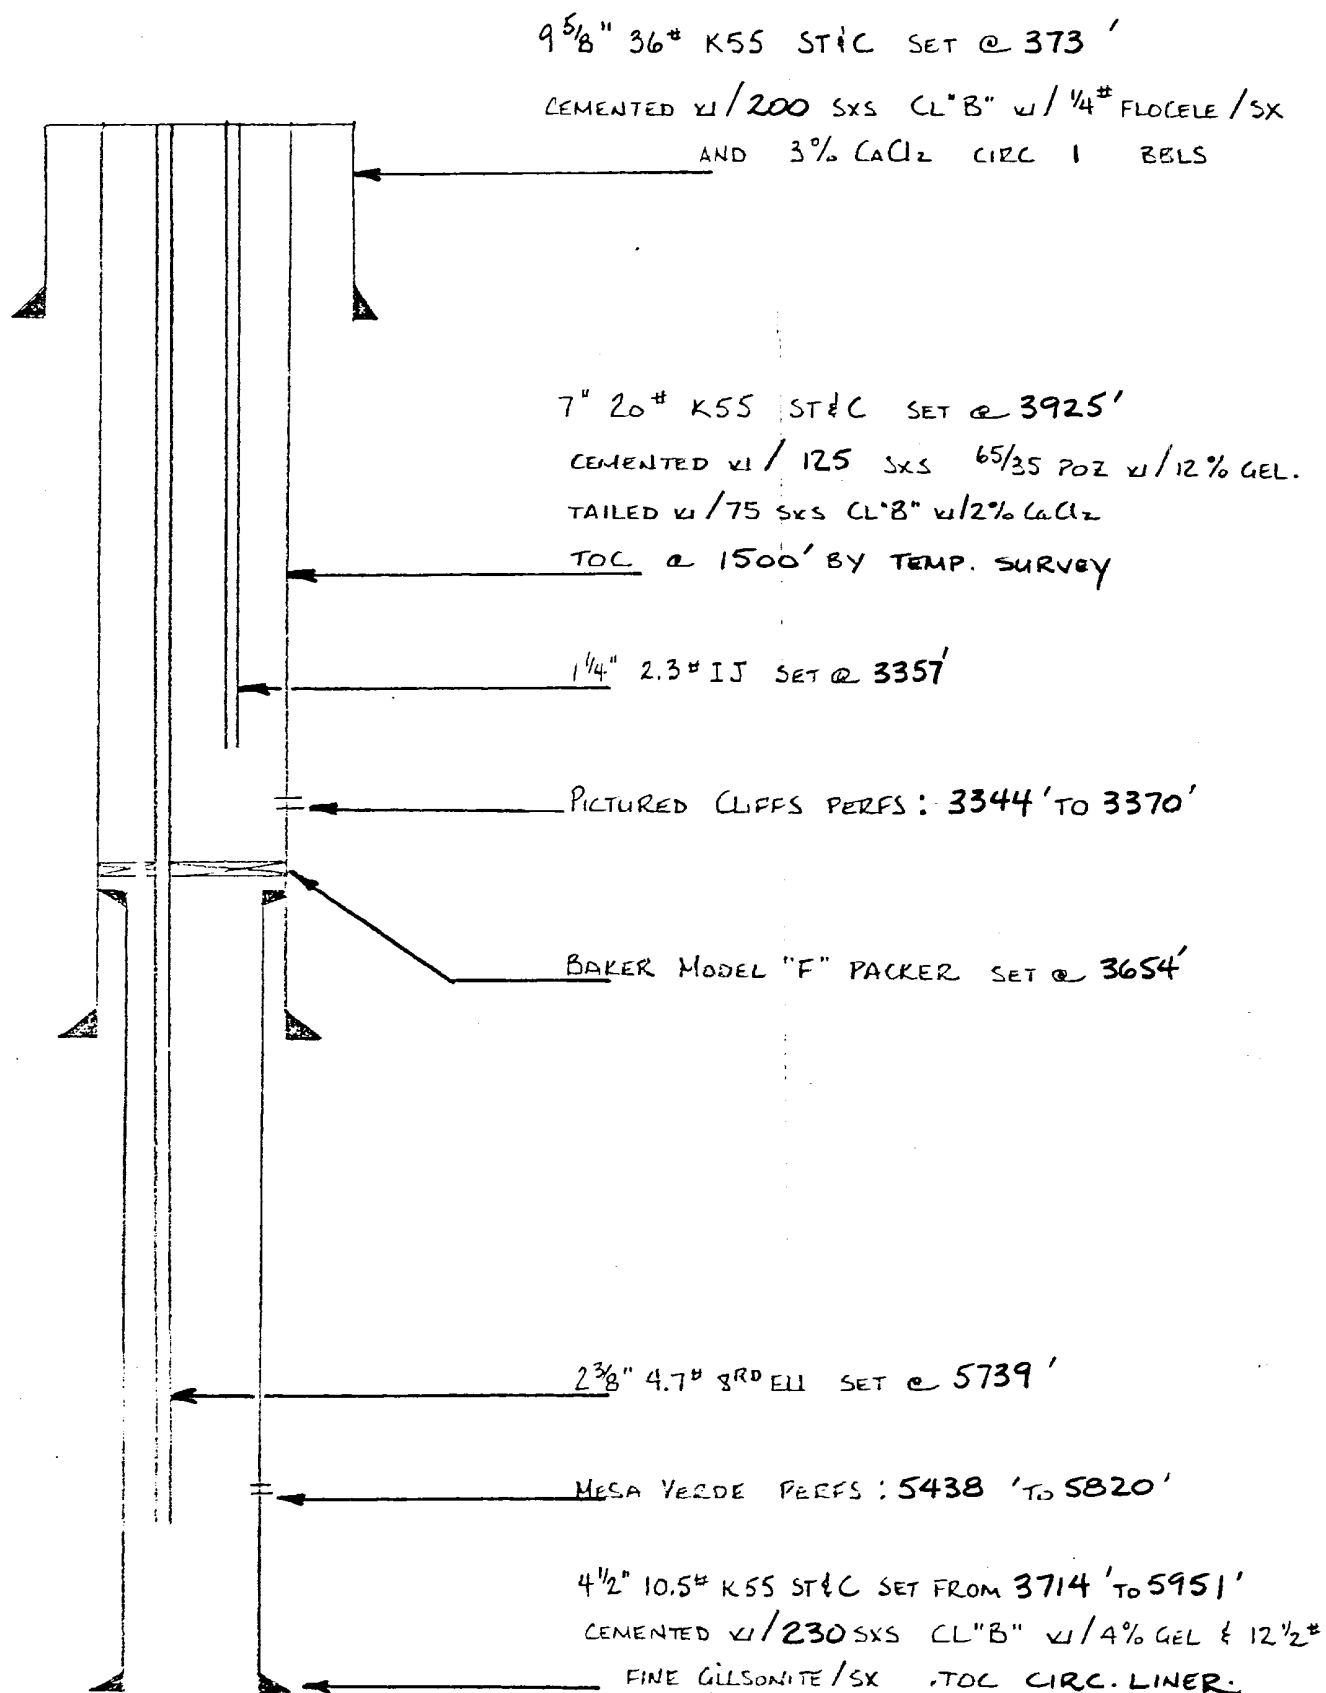 9 5/8" 36# K55 ST&C SET @ 373'
CEMENTED W/200 SXS CL"B" W/ 1/4# FLOCELE/SX
AND 3% CaCl2 CIRC 1 BBLS
7" 20# K55 ST&C SET @ 3925'
CEMENTED W/ 125 SXS 65/35 POZ W/12% GEL.
TAILED W/75 SXS CL"B" W/2% CaCl2
TOC @ 1500' BY TEMP. SURVEY
1 1/4" 2.3# IJ SET @ 3357'
PICTURED CLIFFS PERFS: 3344' TO 3370'
BAKER MODEL "F" PACKER SET @ 3654'
2 3/8" 4.7# 8RD EU SET @ 5739'
MESA VERDE PERFS: 5438' TO 5820'
4 1/2" 10.5# K55 ST&C SET FROM 3714' TO 5951'
CEMENTED W/230 SXS CL"B" W/4% GEL & 12 1/2#
FINE GILSONITE/SX .TOC CIRC. LINER.